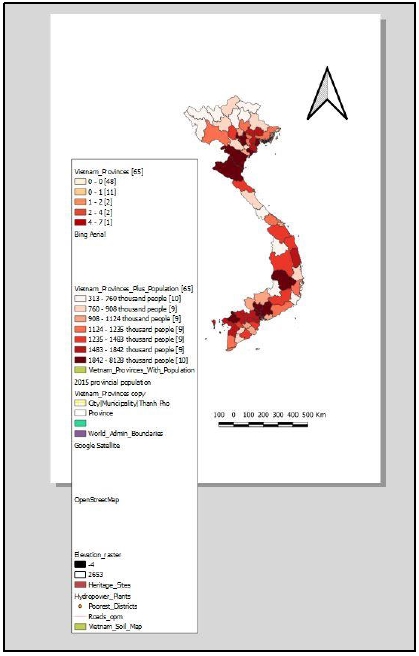 Vietnam_Provinces [65]
0 - 0 [48]
0 - 1 [11]
1 - 2 [2]
2 - 4 [2]
4 - 7 [1]
Bing Aerial
Vietnam_Provinces_Plus_Population [65]
313 - 760 thousand people [10]
760 - 908 thousand people [9]
908 - 1124 thousand people [9]
1124 - 1235 thousand people [9]
1235 - 1483 thousand people [9]
1483 - 1842 thousand people [9]
1842 - 8128 thousand people [10]
Vietnam_Provinces_With_Population
2015 provincial population
Vietnam_Provinces copy
City|Municipality|Thanh Pho
Province
World_Admin_Boundaries
Google Satellite
100 0 100 200 300 400 500 Km
OpenStreetMap
Elevation_raster
-4
2653
Heritage_Sites
Hydropower_Plants
Poorest_Districts
Roads_opm
Vietnam_Soil_Map